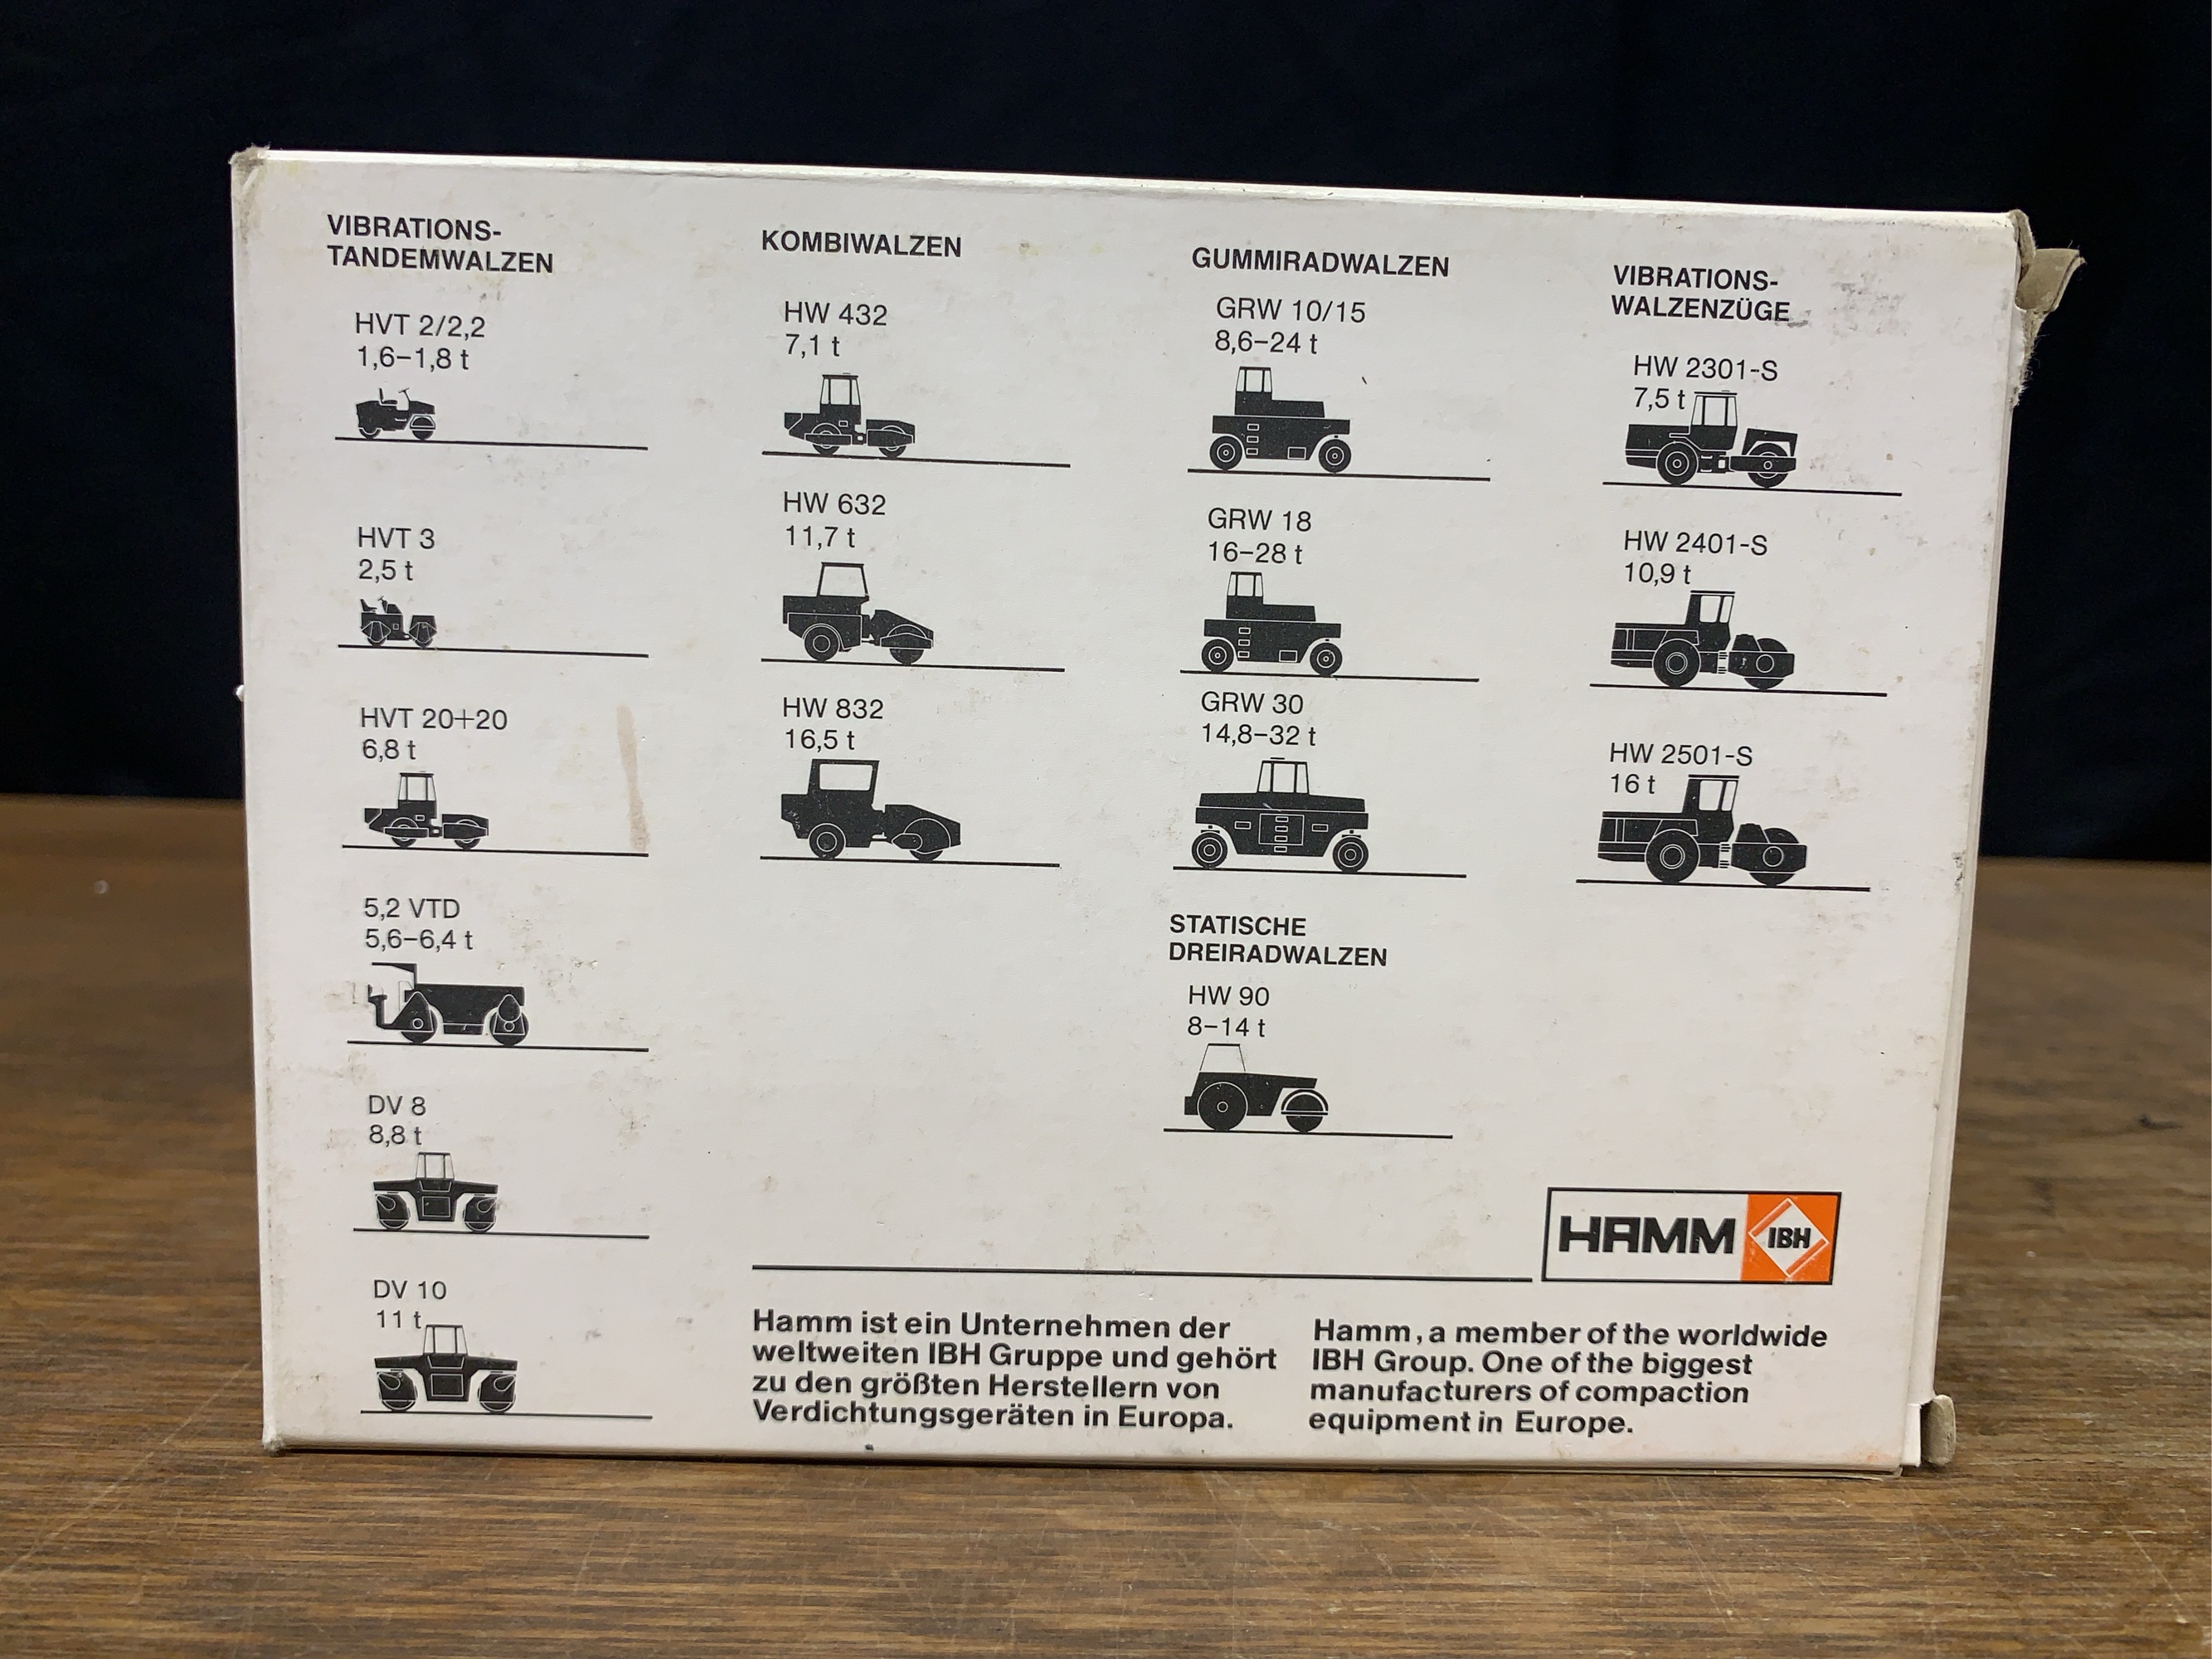 VIBRATIONS-
TANDEMWALZEN
HVT 2/2,2
1,6–1,8 t
HVT 3
2,5 t
HVT 20+20
6,8 t
5,2 VTD
5,6–6,4 t
DV 8
8,8 t
DV 10
11 t
KOMBIWALZEN
HW 432
7,1 t
HW 632
11,7 t
HW 832
16,5 t
GUMMIRADWALZEN
GRW 10/15
8,6–24 t
GRW 18
16–28 t
GRW 30
14,8–32 t
STATISCHE
DREIRADWALZEN
HW 90
8–14 t
VIBRATIONS-
WALZENZÜGE
HW 2301-S
7,5 t
HW 2401-S
10,9 t
HW 2501-S
16 t
HAMM IBH
Hamm ist ein Unternehmen der
weltweiten IBH Gruppe und gehört
zu den größten Herstellern von
Verdichtungsgeräten in Europa.
Hamm, a member of the worldwide
IBH Group. One of the biggest
manufacturers of compaction
equipment in Europe.